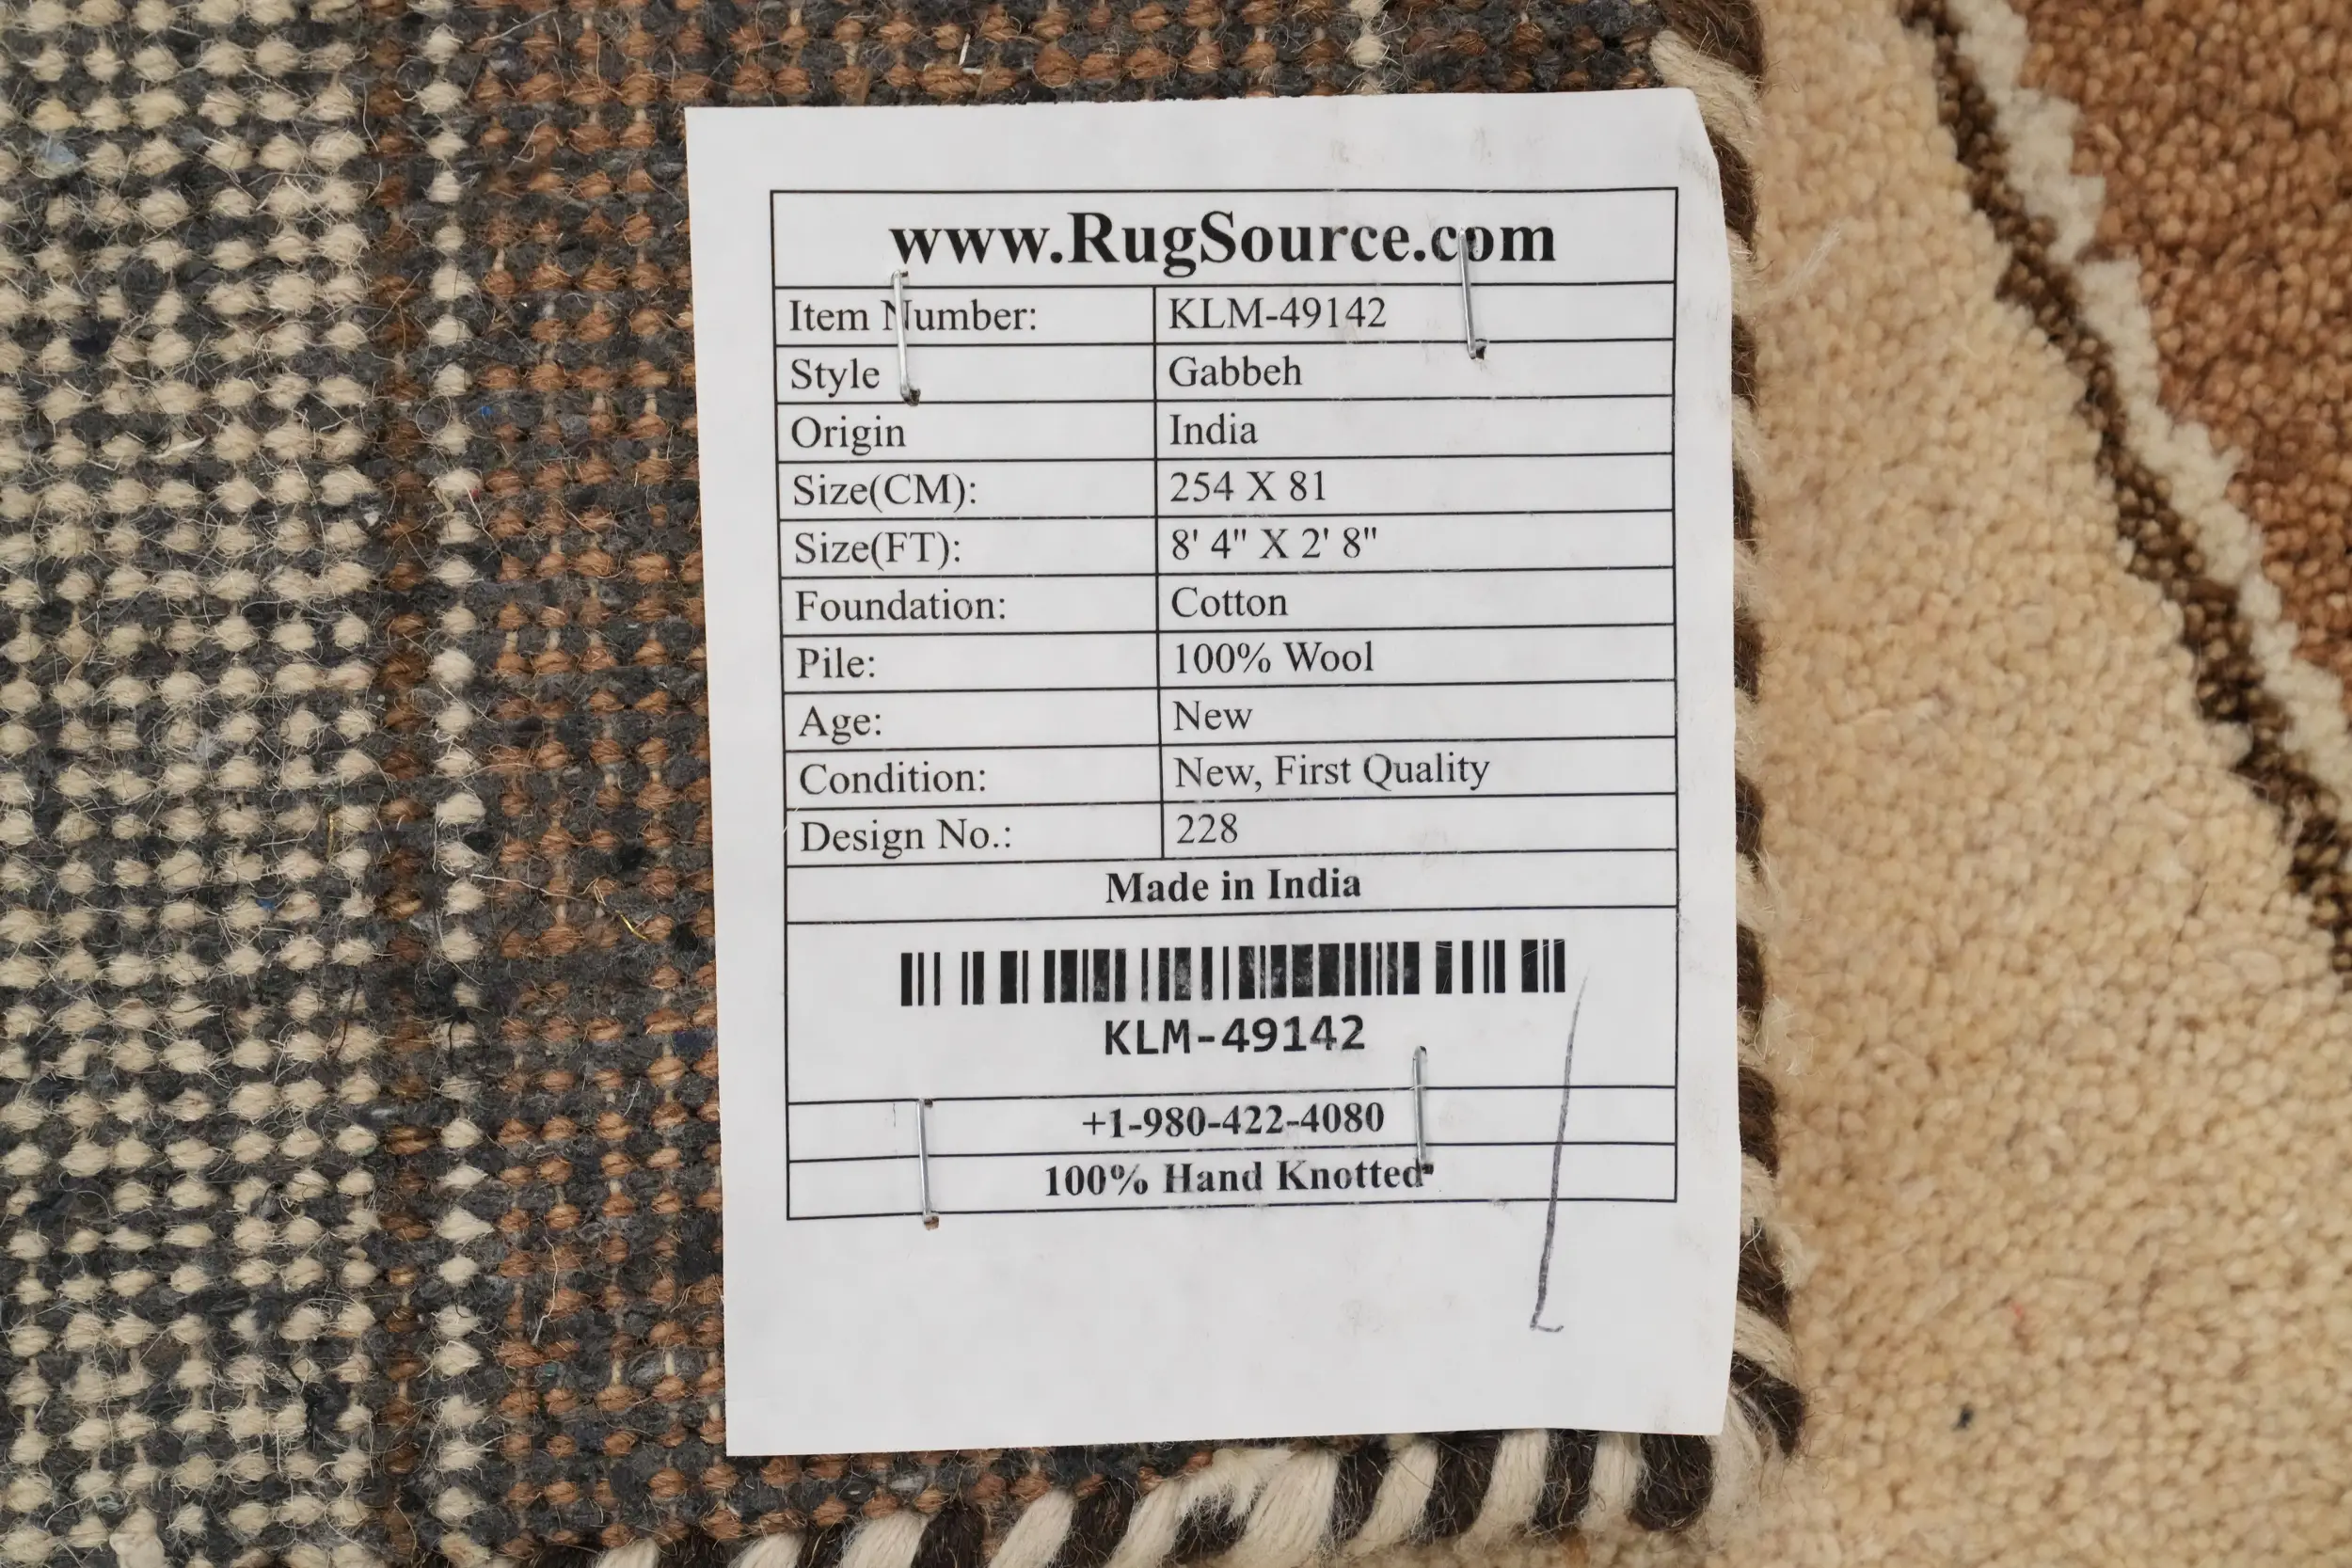 www.RugSource.com
Item Number: KLM-49142
Style Gabbeh
Origin India
Size(CM): 254 X 81
Size(FT): 8' 4" X 2' 8"
Foundation: Cotton
Pile: 100% Wool
Age: New
Condition: New, First Quality
Design No.: 228
Made in India
KLM-49142
+1-980-422-4080
100% Hand Knotted